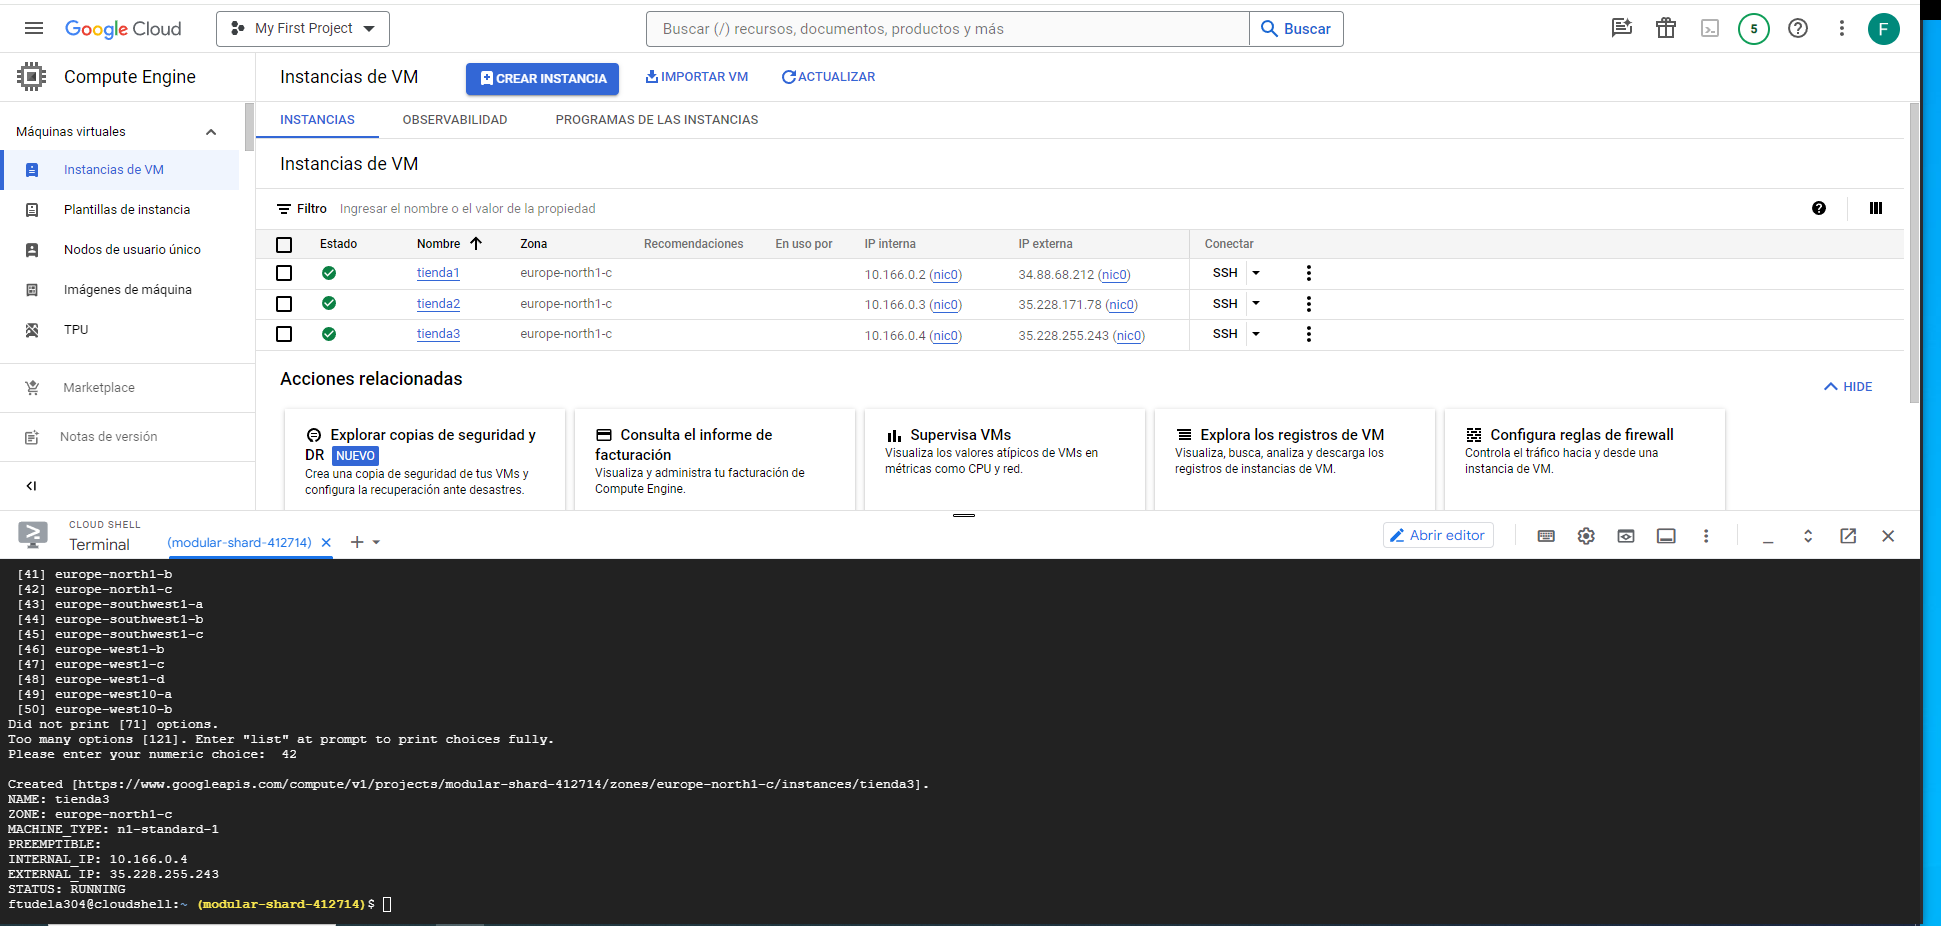 Google Cloud
My First Project
Buscar (/) recursos, documentos, productos y más
Buscar
5
F
Compute Engine
Instancias de VM
CREAR INSTANCIA
IMPORTAR VM
ACTUALIZAR
Máquinas virtuales
Instancias de VM
Plantillas de instancia
Nodos de usuario único
Imágenes de máquina
TPU
Marketplace
Notas de versión
INSTANCIAS
OBSERVABILIDAD
PROGRAMAS DE LAS INSTANCIAS
Instancias de VM
Filtro Ingresar el nombre o el valor de la propiedad
Estado Nombre Zona Recomendaciones En uso por IP interna IP externa Conectar
tienda1 europe-north1-c 10.166.0.2 (nic0) 34.88.68.212 (nic0) SSH
tienda2 europe-north1-c 10.166.0.3 (nic0) 35.228.171.78 (nic0) SSH
tienda3 europe-north1-c 10.166.0.4 (nic0) 35.228.255.243 (nic0) SSH
Acciones relacionadas
HIDE
Explorar copias de seguridad y
DR NUEVO
Crea una copia de seguridad de tus VMs y
configura la recuperación ante desastres.
Consulta el informe de
facturación
Visualiza y administra tu facturación de
Compute Engine.
Supervisa VMs
Visualiza los valores atípicos de VMs en
métricas como CPU y red.
Explora los registros de VM
Visualiza, busca, analiza y descarga los
registros de instancias de VM.
Configura reglas de firewall
Controla el tráfico hacia y desde una
instancia de VM.
CLOUD SHELL
Terminal
(modular-shard-412714)
Abrir editor
[41] europe-north1-b
[42] europe-north1-c
[43] europe-southwest1-a
[44] europe-southwest1-b
[45] europe-southwest1-c
[46] europe-west1-b
[47] europe-west1-c
[48] europe-west1-d
[49] europe-west10-a
[50] europe-west10-b
Did not print [71] options.
Too many options [121]. Enter "list" at prompt to print choices fully.
Please enter your numeric choice:  42
Created [https://www.googleapis.com/compute/v1/projects/modular-shard-412714/zones/europe-north1-c/instances/tienda3].
NAME: tienda3
ZONE: europe-north1-c
MACHINE_TYPE: n1-standard-1
PREEMPTIBLE:
INTERNAL_IP: 10.166.0.4
EXTERNAL_IP: 35.228.255.243
STATUS: RUNNING
ftudela304@cloudshell:~ (modular-shard-412714)$